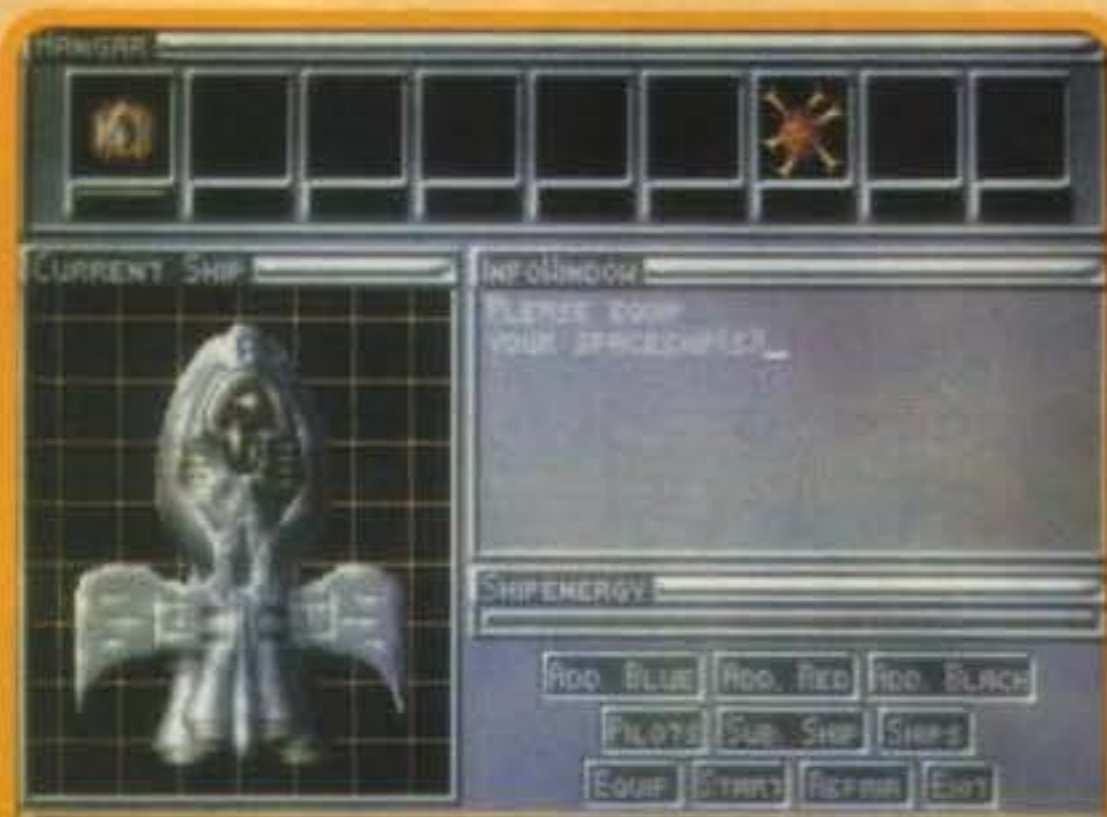 HANGAR
CURRENT SHIP
INFOWINDOW
PLEASE EQUIP
YOUR SPACESHIP(S)!
SHIPENERGY
ADD. BLUE ADD. RED ADD. BLACK
PILOTS SUB. SHIP SHIPS
EQUIP START REPAIR EXIT